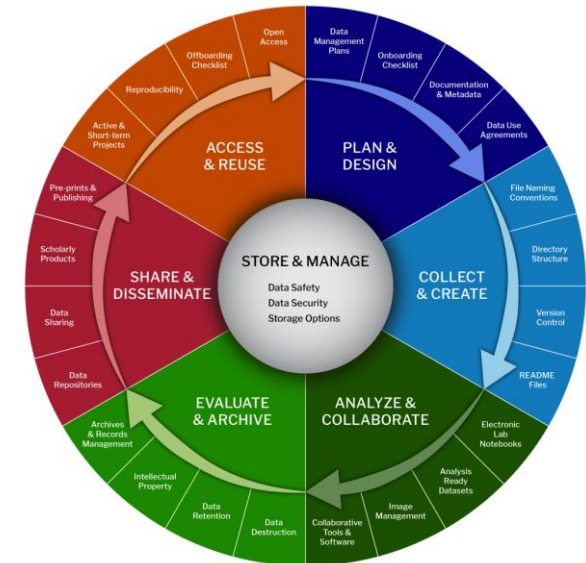 Open
Access
Offboarding
Checklist
Reproducibility
Active &
Short-term
Projects
ACCESS
& REUSE
Data
Management
Plans
Onboarding
Checklist
Documentation
& Metadata
Data Use
Agreements
PLAN &
DESIGN
File Naming
Conventions
Directory
Structure
Version
Control
README
Files
COLLECT
& CREATE
Electronic
Lab
Notebooks
Analysis
Ready
Datasets
Image
Management
Collaborative
Tools &
Software
ANALYZE &
COLLABORATE
Data
Destruction
Data
Retention
Intellectual
Property
Archives
& Records
Management
EVALUATE
& ARCHIVE
Data
Repositories
Data
Sharing
Scholarly
Products
Pre-prints &
Publishing
SHARE &
DISSEMINATE
STORE & MANAGE
Data Safety
Data Security
Storage Options